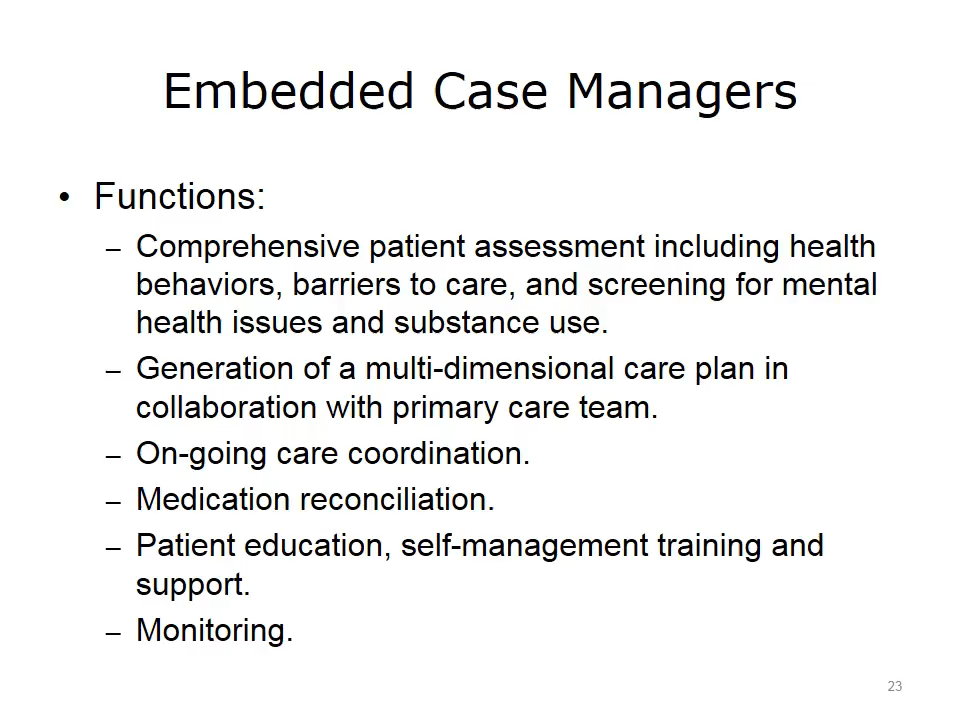 Embedded Case Managers
• Functions:
– Comprehensive patient assessment including health
behaviors, barriers to care, and screening for mental
health issues and substance use.
– Generation of a multi-dimensional care plan in
collaboration with primary care team.
– On-going care coordination.
– Medication reconciliation.
– Patient education, self-management training and
support.
– Monitoring.
23